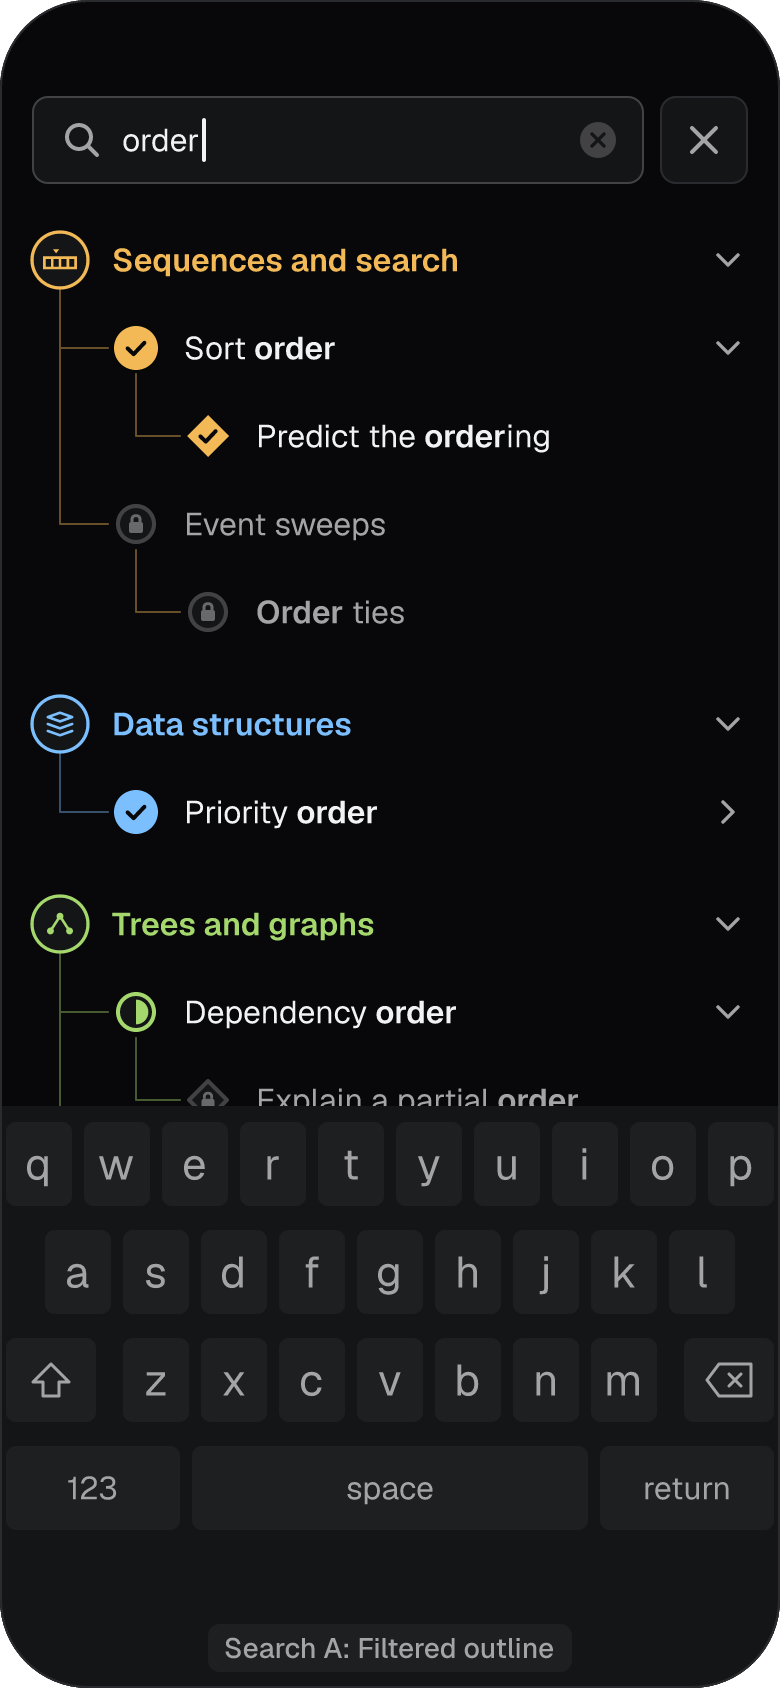 order
Sequences and search
Sort order
Predict the ordering
Event sweeps
Order ties
Data structures
Priority order
Trees and graphs
Dependency order
Explain a partial order
q w e r t y u i o p
a s d f g h j k l
z x c v b n m
123 space return
Search A: Filtered outline